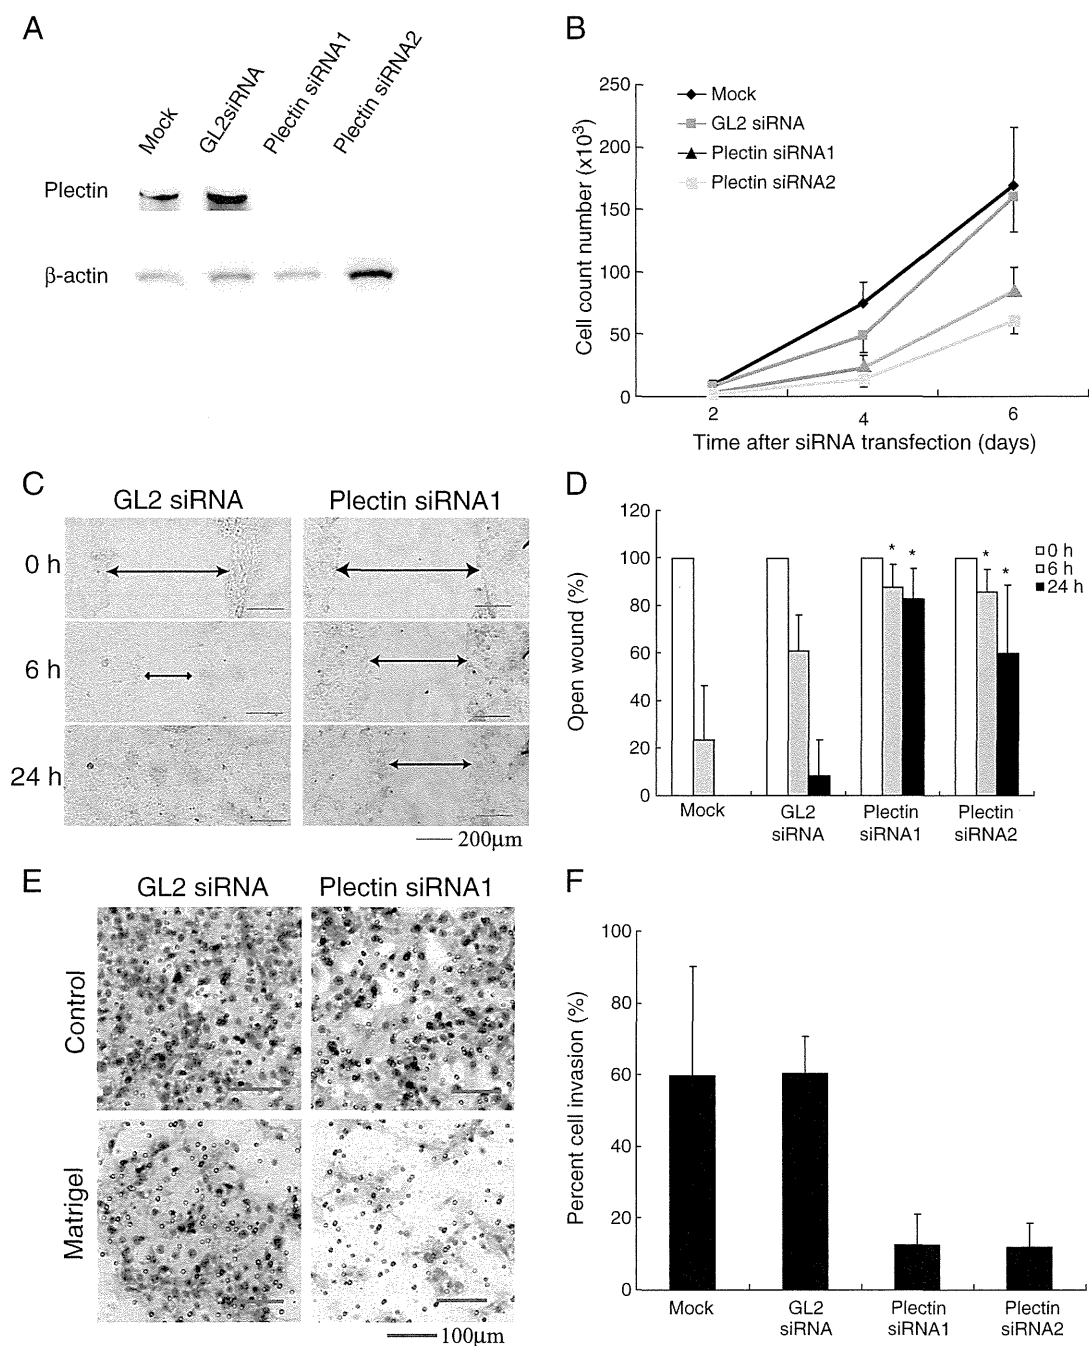 A
Mock
GL2siRNA
Plectin siRNA1
Plectin siRNA2
Plectin
β-actin
B
Cell count number (x10³)
250
200
150
100
50
0
Mock
GL2 siRNA
Plectin siRNA1
Plectin siRNA2
2
4
6
Time after siRNA transfection (days)
C
GL2 siRNA
Plectin siRNA1
0 h
6 h
24 h
200µm
D
Open wound (%)
120
100
80
60
40
20
0
* *
* *
0 h
6 h
24 h
Mock
GL2
siRNA
Plectin
siRNA1
Plectin
siRNA2
E
GL2 siRNA
Plectin siRNA1
Control
Matrigel
100µm
F
Percent cell invasion (%)
100
80
60
40
20
0
Mock
GL2
siRNA
Plectin
siRNA1
Plectin
siRNA2